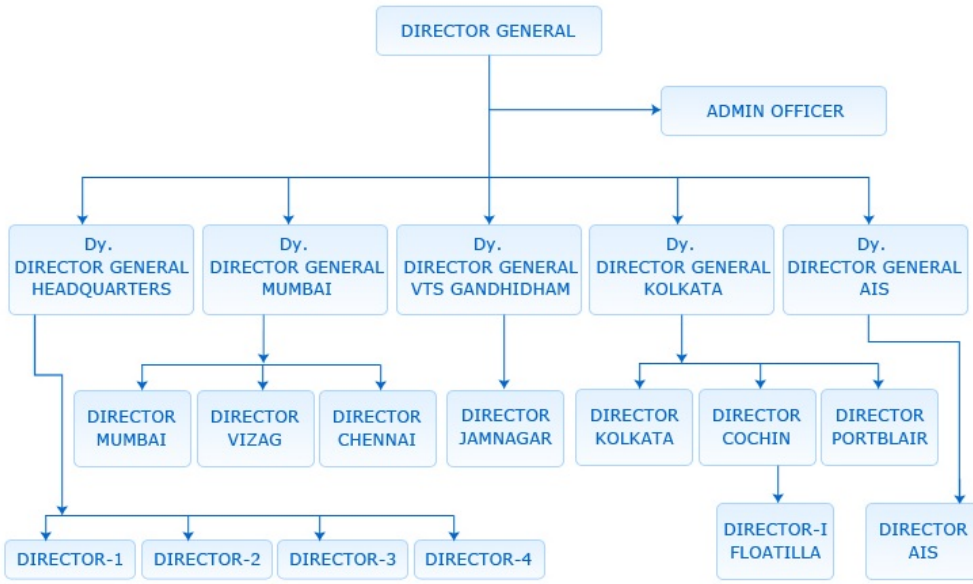 DIRECTOR GENERAL
ADMIN OFFICER
Dy.
DIRECTOR GENERAL
HEADQUARTERS
Dy.
DIRECTOR GENERAL
MUMBAI
Dy.
DIRECTOR GENERAL
VTS GANDHIDHAM
Dy.
DIRECTOR GENERAL
KOLKATA
Dy.
DIRECTOR GENERAL
AIS
DIRECTOR
MUMBAI
DIRECTOR
VIZAG
DIRECTOR
CHENNAI
DIRECTOR
JAMNAGAR
DIRECTOR
KOLKATA
DIRECTOR
COCHIN
DIRECTOR
PORTBLAIR
DIRECTOR-1
DIRECTOR-2
DIRECTOR-3
DIRECTOR-4
DIRECTOR-I
FLOATILLA
DIRECTOR
AIS